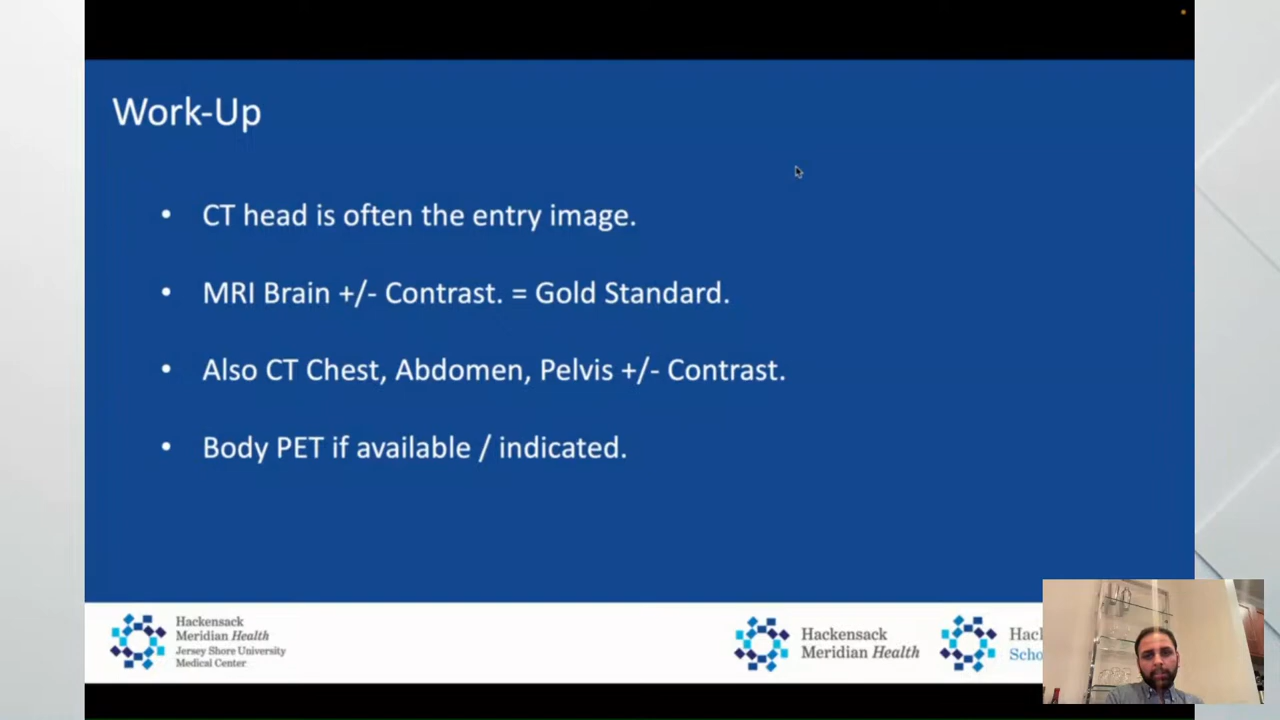 Work-Up
• CT head is often the entry image.
• MRI Brain +/- Contrast. = Gold Standard.
• Also CT Chest, Abdomen, Pelvis +/- Contrast.
• Body PET if available / indicated.
Hackensack
Meridian Health
Jersey Shore University
Medical Center
Hackensack
Meridian Health